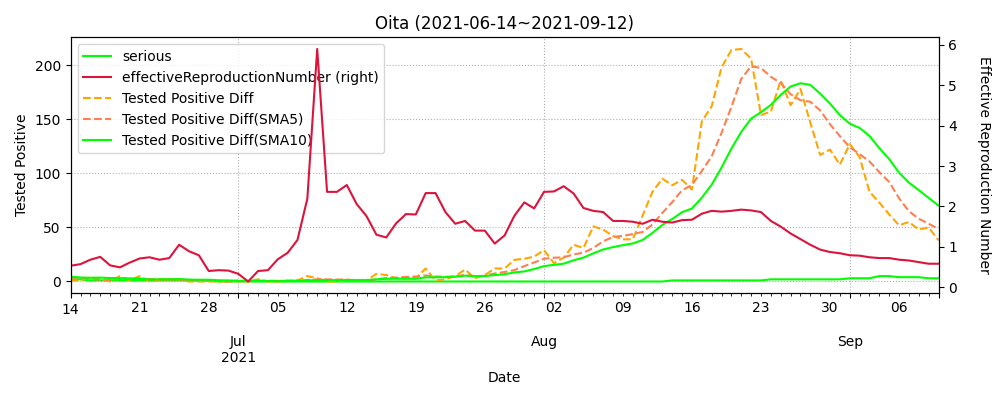 Oita (2021-06-14~2021-09-12)
serious
effectiveReproductionNumber (right)
Tested Positive Diff
Tested Positive Diff(SMA5)
Tested Positive Diff(SMA10)
Tested Positive
200
150
100
50
0
6
5
4
3
2
1
0
Effective Reproduction Number
14 21 28 05 12 19 26 02 09 16 23 30 06
Jul Aug Sep
2021
Date